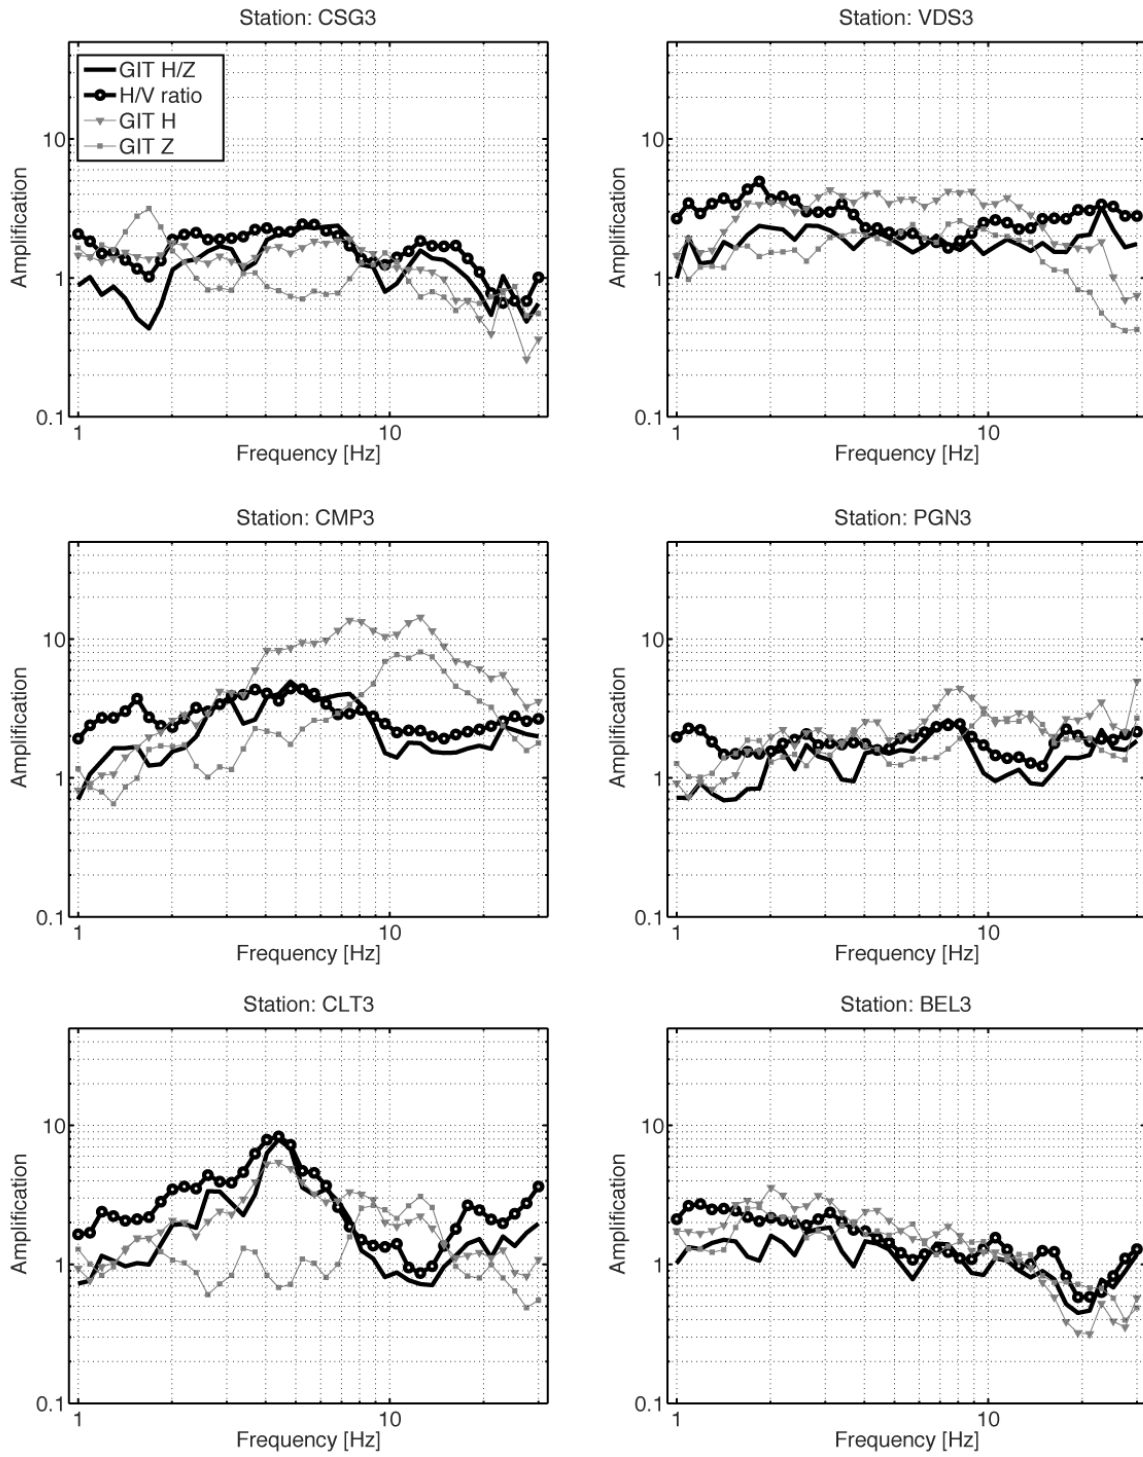 Station: CSG3
GIT H/Z
H/V ratio
GIT H
GIT Z
10
1
0.1
Amplification
1
10
Frequency [Hz]
Station: VDS3
10
1
0.1
Amplification
1
10
Frequency [Hz]
Station: CMP3
10
1
0.1
Amplification
1
10
Frequency [Hz]
Station: PGN3
10
1
0.1
Amplification
1
10
Frequency [Hz]
Station: CLT3
10
1
0.1
Amplification
1
10
Frequency [Hz]
Station: BEL3
10
1
0.1
Amplification
1
10
Frequency [Hz]